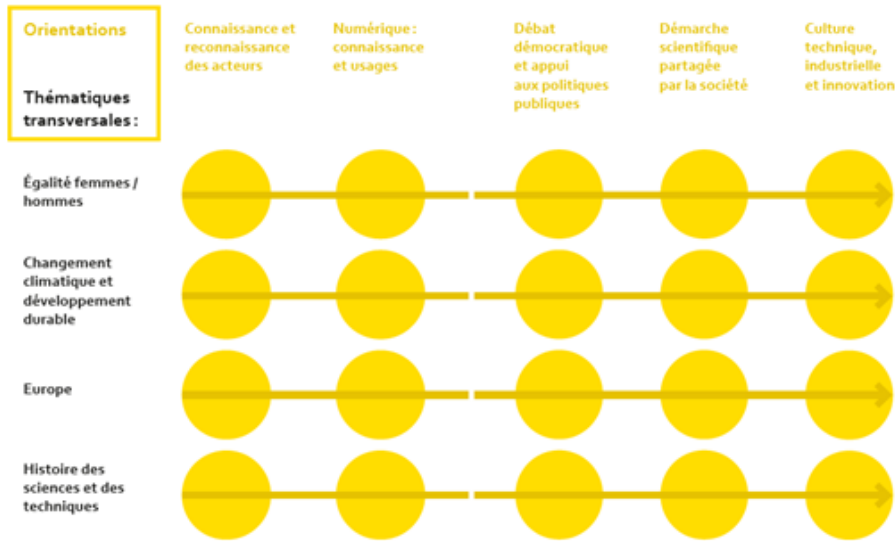 Orientations
Thématiques
transversales :
Connaissance et
reconnaissance
des acteurs
Numérique :
connaissance
et usages
Débat
démocratique
et appui
aux politiques
publiques
Démarche
scientifique
partagée
par la société
Culture
technique,
industrielle
et innovation
Égalité femmes /
hommes
Changement
climatique et
développement
durable
Europe
Histoire des
sciences et des
techniques